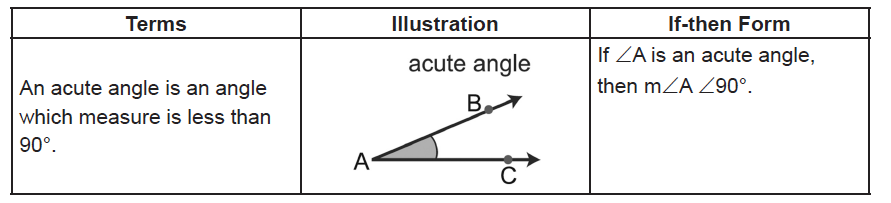 Terms
Illustration
If-then Form
An acute angle is an angle
which measure is less than
90°.
acute angle
B
A
C
If ∠A is an acute angle,
then m∠A ∠90°.